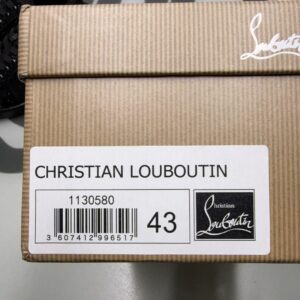 Louboutin
CHRISTIAN LOUBOUTIN
1130580
43
3 607412 996517
Christian
Louboutin